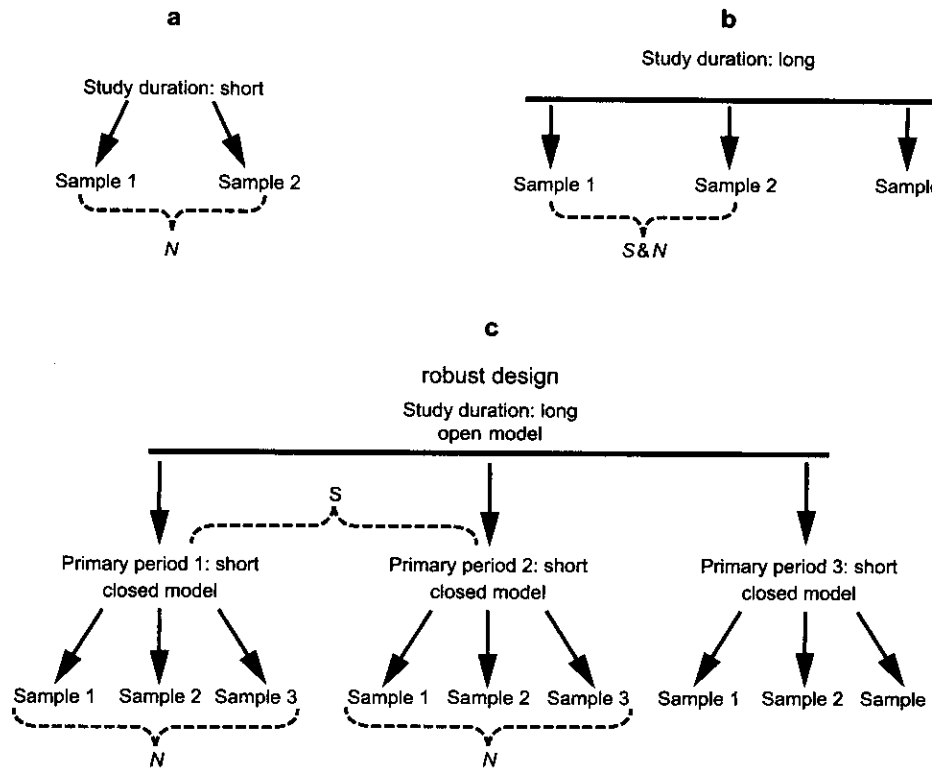 a
Study duration: short
Sample 1 Sample 2
N
b
Study duration: long
Sample 1 Sample 2 Sample
S & N
c
robust design
Study duration: long
open model
S
Primary period 1: short
closed model
Primary period 2: short
closed model
Primary period 3: short
closed model
Sample 1 Sample 2 Sample 3
N
Sample 1 Sample 2 Sample 3
N
Sample 1 Sample 2 Sample